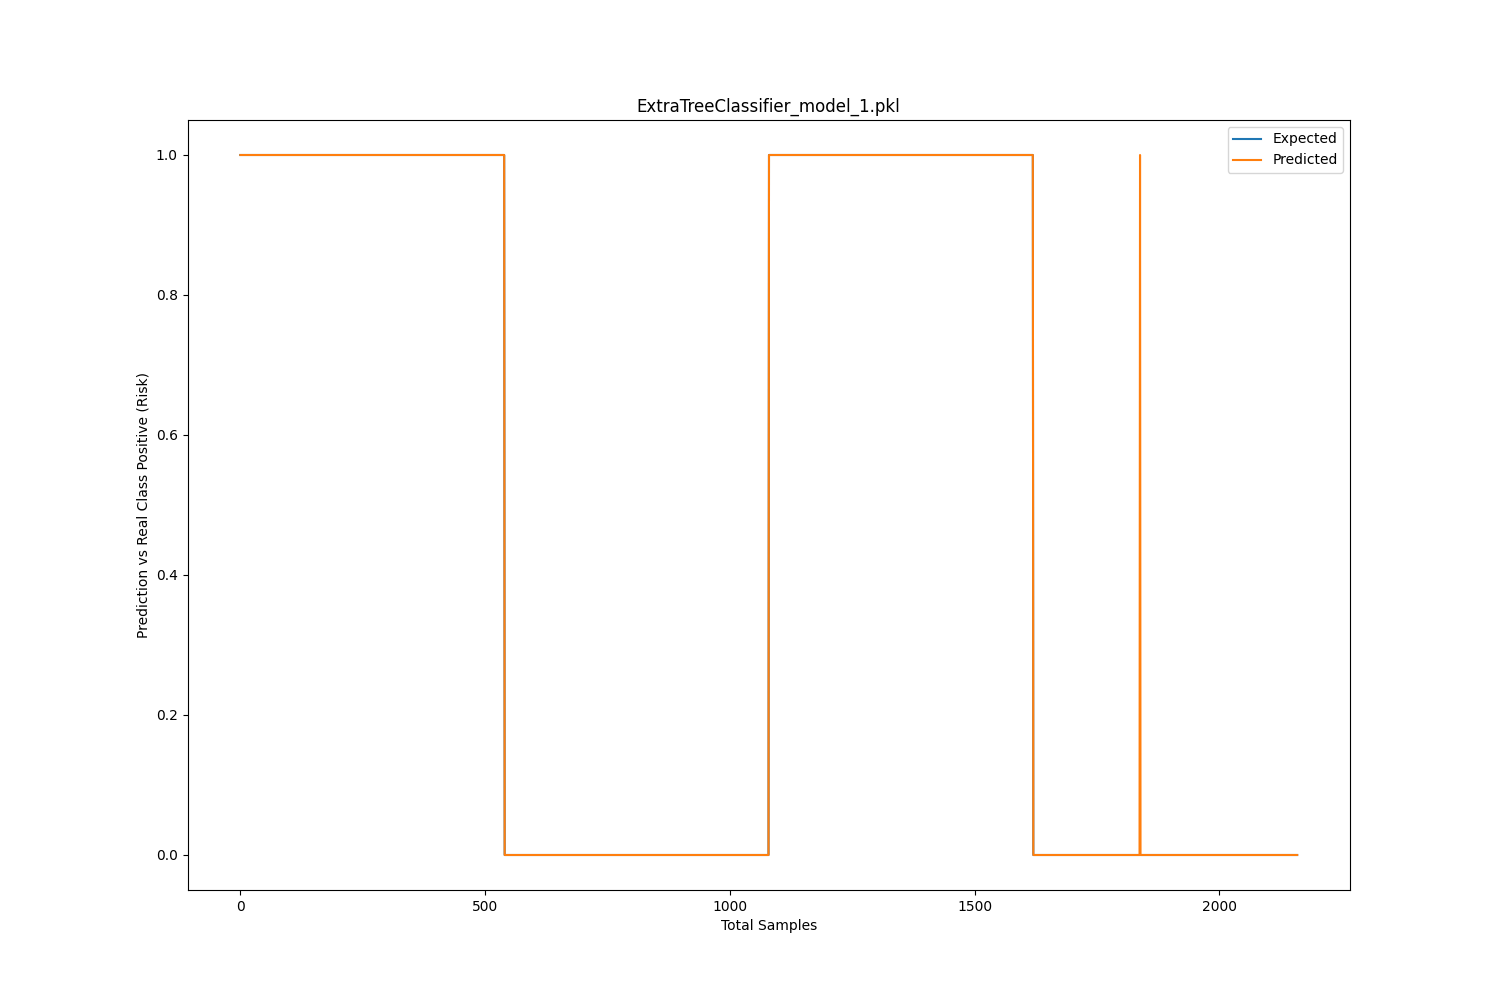 ExtraTreeClassifier_model_1.pkl
Expected
Predicted
1.0
0.8
0.6
0.4
0.2
0.0
Prediction vs Real Class Positive (Risk)
0 500 1000 1500 2000
Total Samples